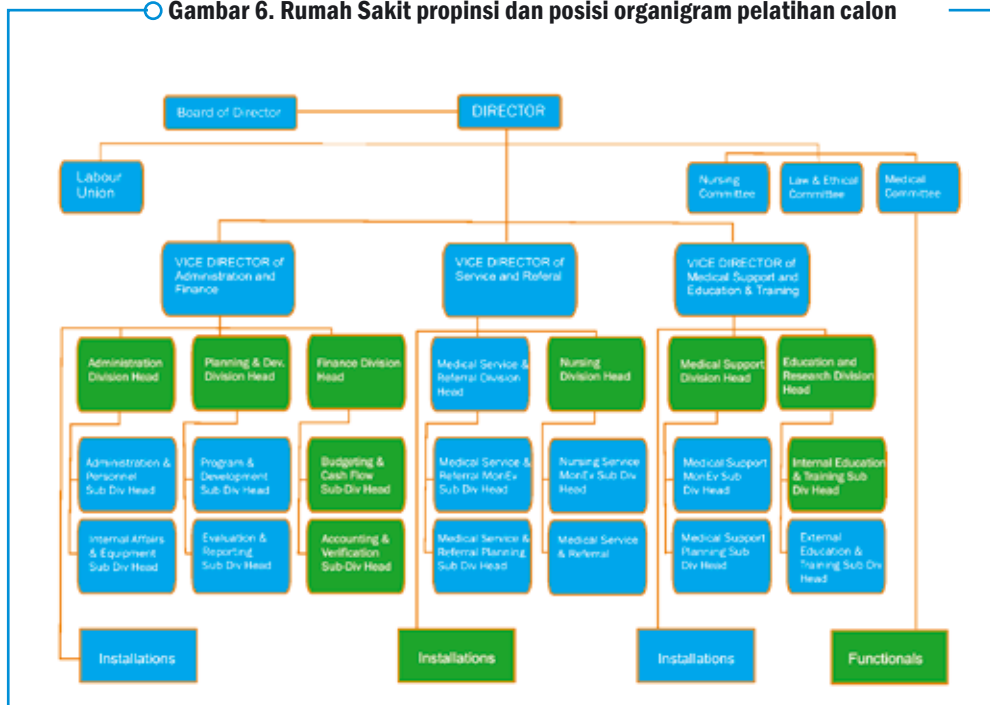 Gambar 6. Rumah Sakit propinsi dan posisi organigram pelatihan calon
Board of Director
DIRECTOR
Labour
Union
Nursing
Committee
Law & Ethical
Committee
Medical
Committee
VICE DIRECTOR of
Administration and
Finance
VICE DIRECTOR of
Service and Referal
VICE DIRECTOR of
Medical Support and
Education & Training
Administration
Division Head
Planning & Dev.
Division Head
Finance Division
Head
Medical Service &
Referral Division
Head
Nursing
Division Head
Medical Support
Division Head
Education and
Research Division
Head
Administration &
Personnel
Sub Div Head
Program &
Development
Sub Div Head
Budgeting &
Cash Flow
Sub-Div Head
Medical Service &
Referral MonEv
Sub Div Head
Nursing Service
MonEv Sub Div
Head
Medical Support
MonEv Sub
Div Head
Internal Education
& Training Sub
Div Head
Internal Affairs
& Equipment
Sub Div Head
Evaluation &
Reporting
Sub Div Head
Accounting &
Verification
Sub-Div Head
Medical Service &
Referral Planning
Sub Div Head
Medical Service
& Referral
Medical Support
Planning Sub
Div Head
External
Education &
Training Sub Div
Head
Installations
Installations
Installations
Functionals